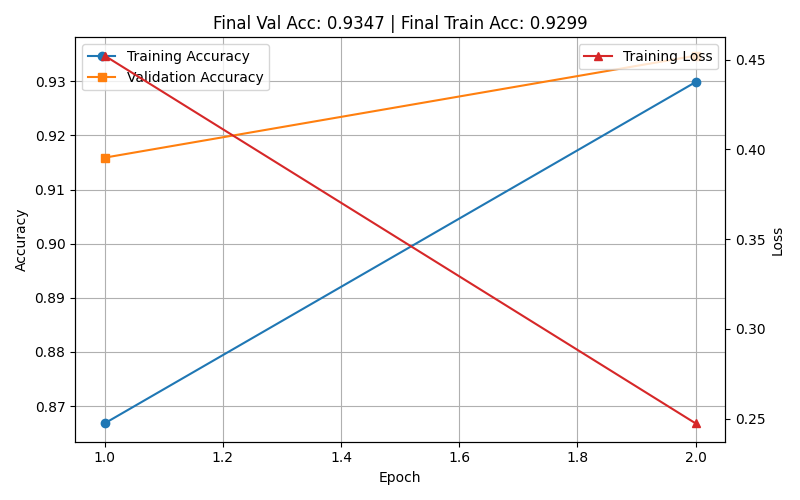 Final Val Acc: 0.9347 | Final Train Acc: 0.9299
Training Accuracy
Validation Accuracy
Training Loss
0.93
0.92
0.91
0.90
0.89
0.88
0.87
Accuracy
0.45
0.40
0.35
0.30
0.25
Loss
1.0 1.2 1.4 1.6 1.8 2.0
Epoch